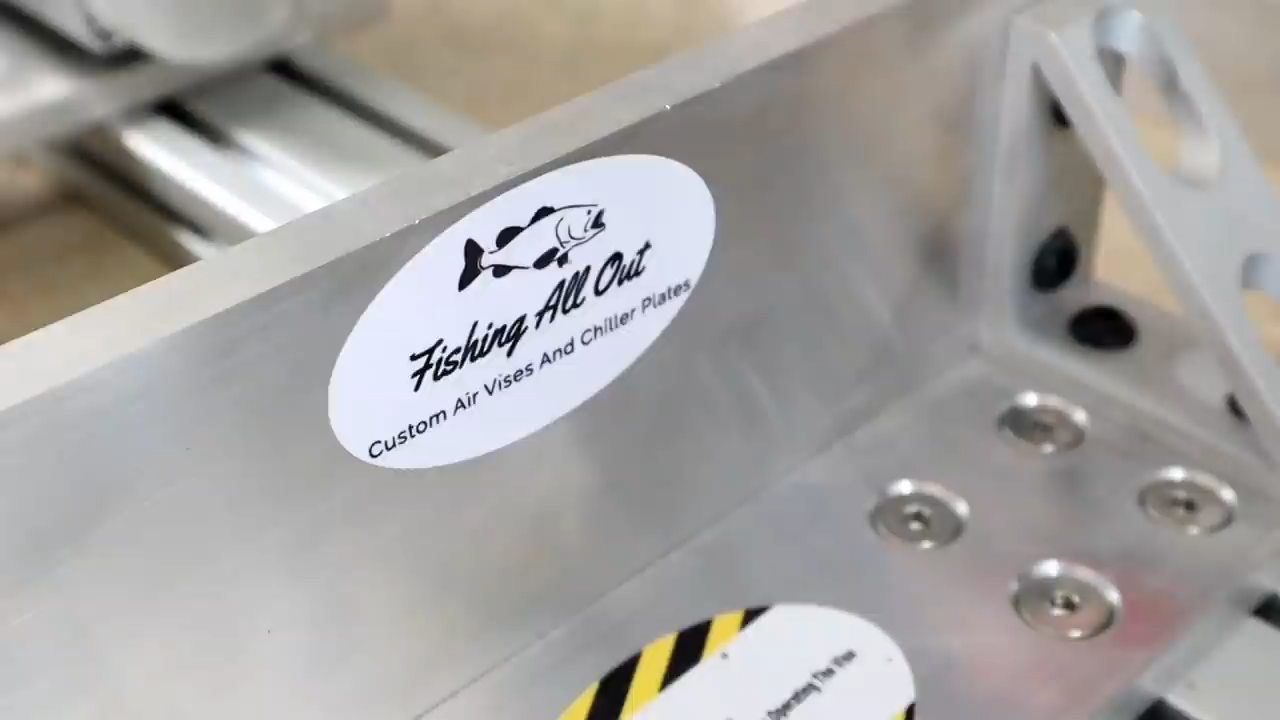 Fishing All Out
Custom Air Vises And Chiller Plates
Operating The Vise